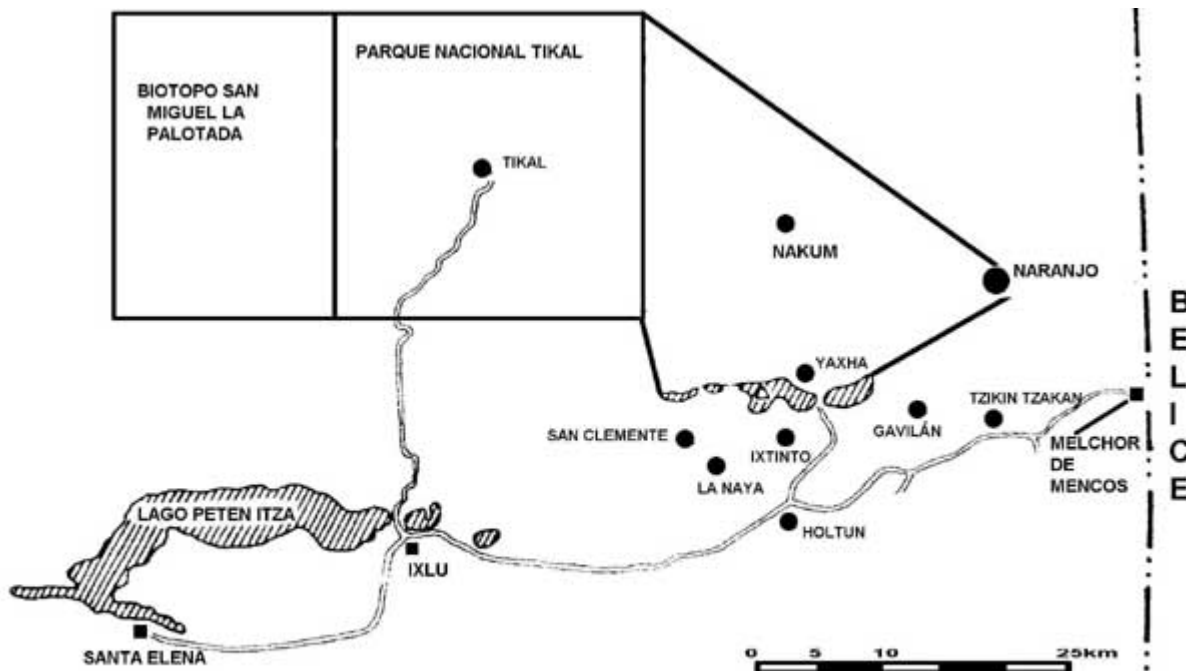 PARQUE NACIONAL TIKAL
BIOTOPO SAN
MIGUEL LA
PALOTADA
TIKAL
NAKUM
NARANJO
BELICE
YAXHA
TZIKIN TZAKAN
GAVILÁN
SAN CLEMENTE
IXTINTO
MELCHOR
DE
MENCOS
LA NAYA
LAGO PETEN ITZA
HOLTUN
IXLU
SANTA ELENA
0 5 10 25km